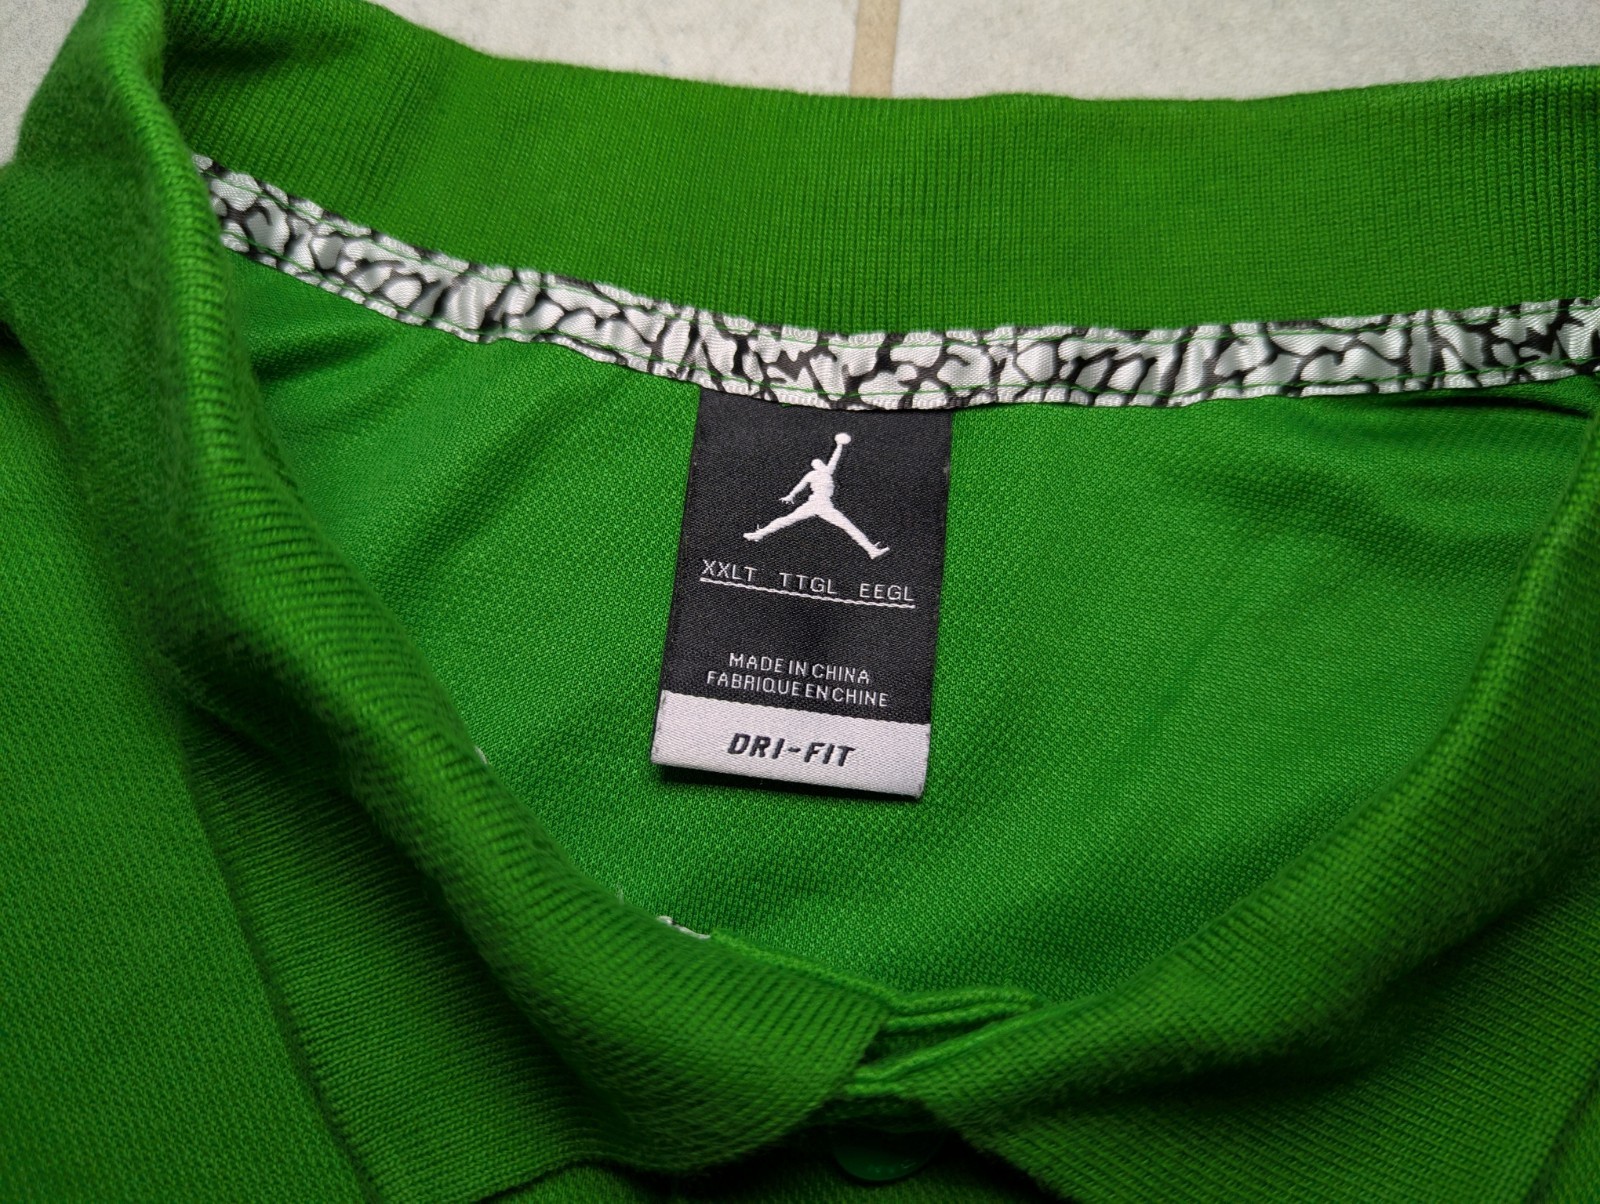 XXLT TTGL EEGL
MADE IN CHINA
FABRIQUE EN CHINE
DRI-FIT